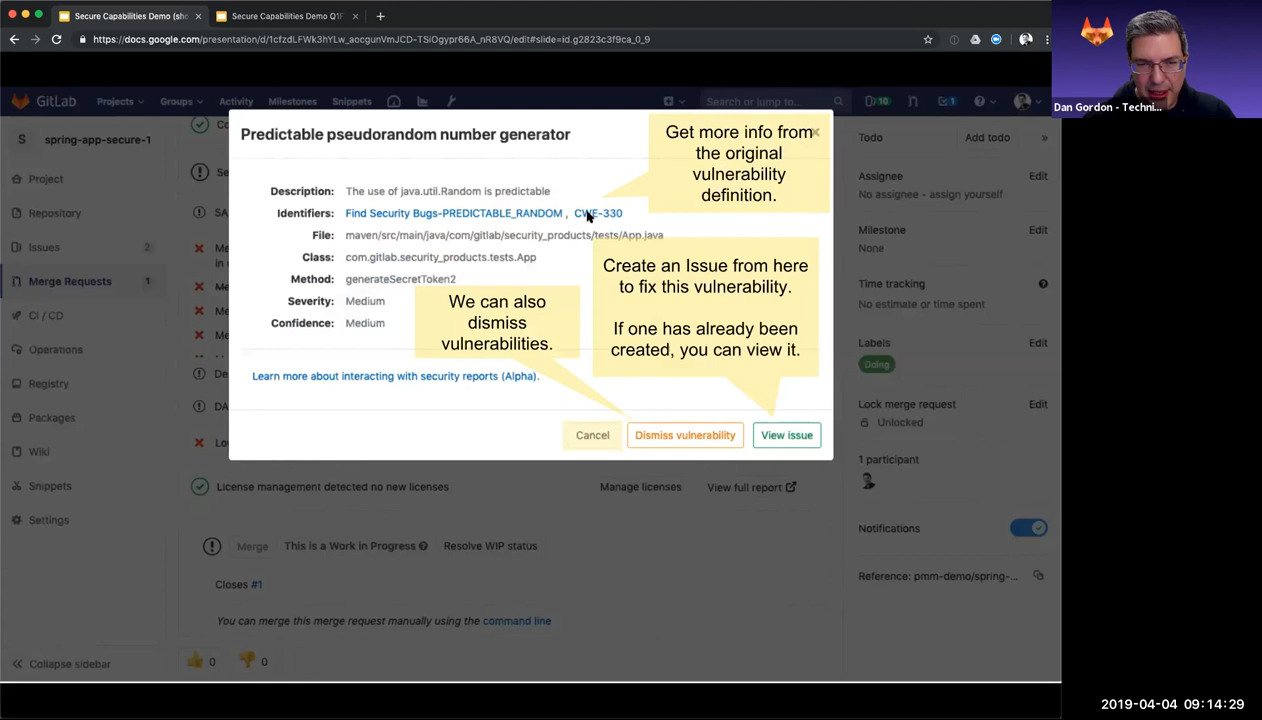 Secure Capabilities Demo (sho
Secure Capabilities Demo Q1F
https://docs.google.com/presentation/d/1cfzdLFWk3hYLw_aocgunVmJCD-TSiOgypr66A_nR8VQ/edit#slide=id.g2823c3f9ca_0_9
Dan Gordon - Techni...
GitLab Projects Groups Activity Milestones Snippets Search or jump to... 10 1
S spring-app-secure-1
Project
Repository
Issues 2
Merge Requests 1
CI / CD
Operations
Registry
Packages
Wiki
Snippets
Settings
Collapse sidebar
Predictable pseudorandom number generator
Description: The use of java.util.Random is predictable
Identifiers: Find Security Bugs-PREDICTABLE_RANDOM , CWE-330
File: maven/src/main/java/com/gitlab/security_products/tests/App.java
Class: com.gitlab.security_products.tests.App
Method: generateSecretToken2
Severity: Medium
Confidence: Medium
Learn more about interacting with security reports (Alpha).
Cancel Dismiss vulnerability View issue
Get more info from
the original
vulnerability
definition.
Create an Issue from here
to fix this vulnerability.
If one has already been
created, you can view it.
We can also
dismiss
vulnerabilities.
License management detected no new licenses Manage licenses View full report
Merge This is a Work in Progress Resolve WIP status
Closes #1
You can merge this merge request manually using the command line
0 0
Todo Add todo »
Assignee Edit
No assignee - assign yourself
Milestone Edit
None
Time tracking
No estimate or time spent
Labels Edit
Doing
Lock merge request Edit
Unlocked
1 participant
Notifications
Reference: pmm-demo/spring-...
2019-04-04 09:14:29